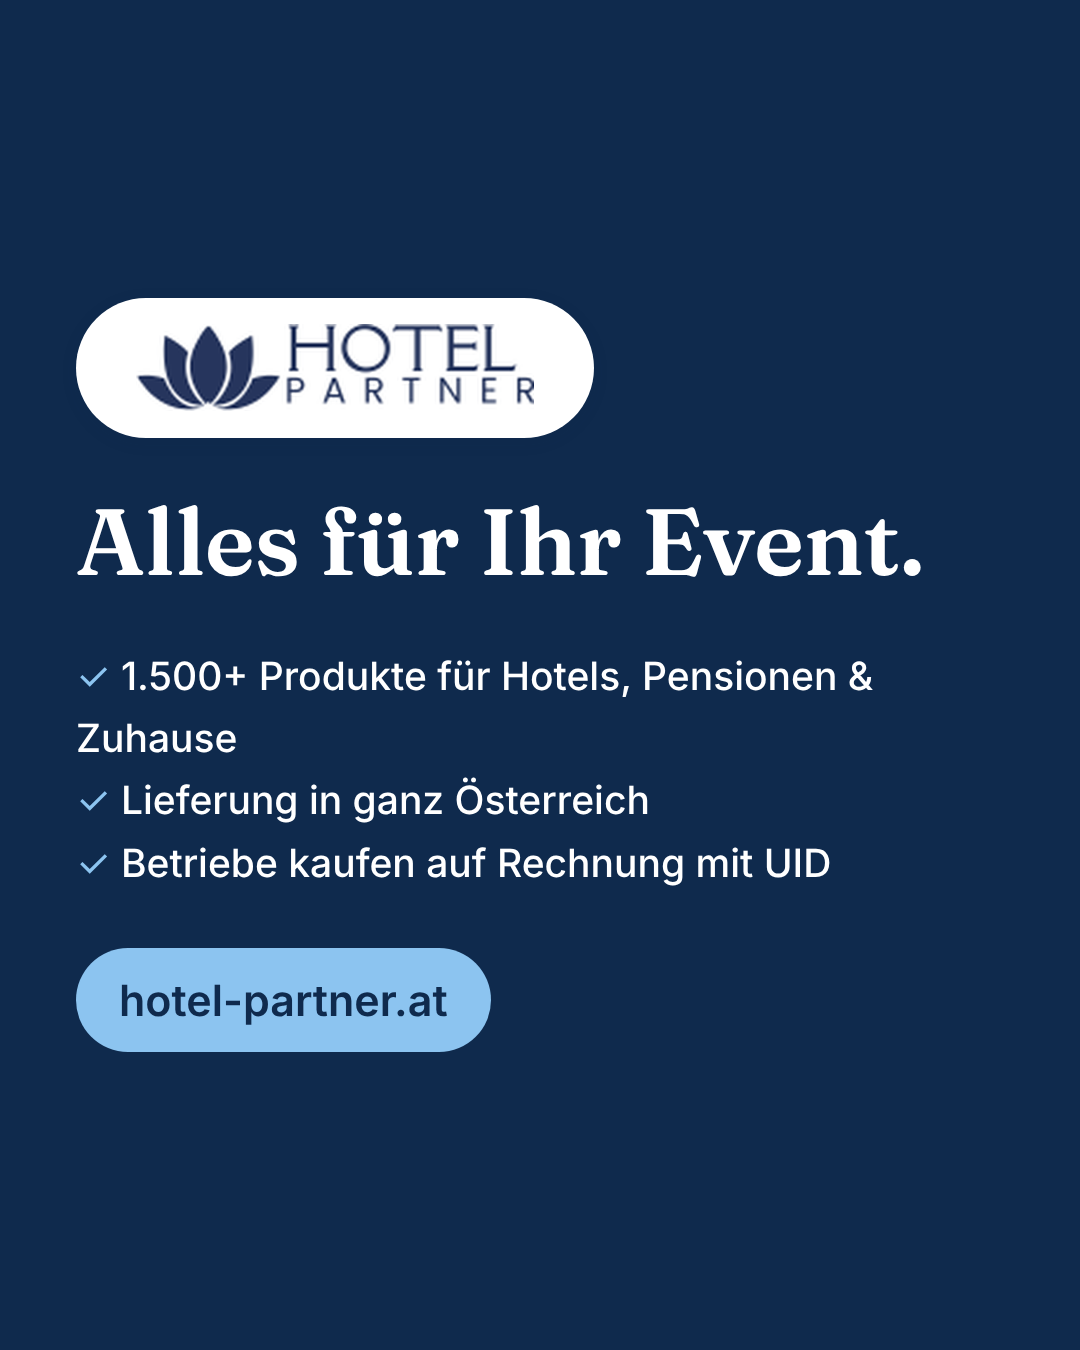 HOTEL
PARTNER
Alles für Ihr Event.
✓ 1.500+ Produkte für Hotels, Pensionen &
Zuhause
✓ Lieferung in ganz Österreich
✓ Betriebe kaufen auf Rechnung mit UID
hotel-partner.at